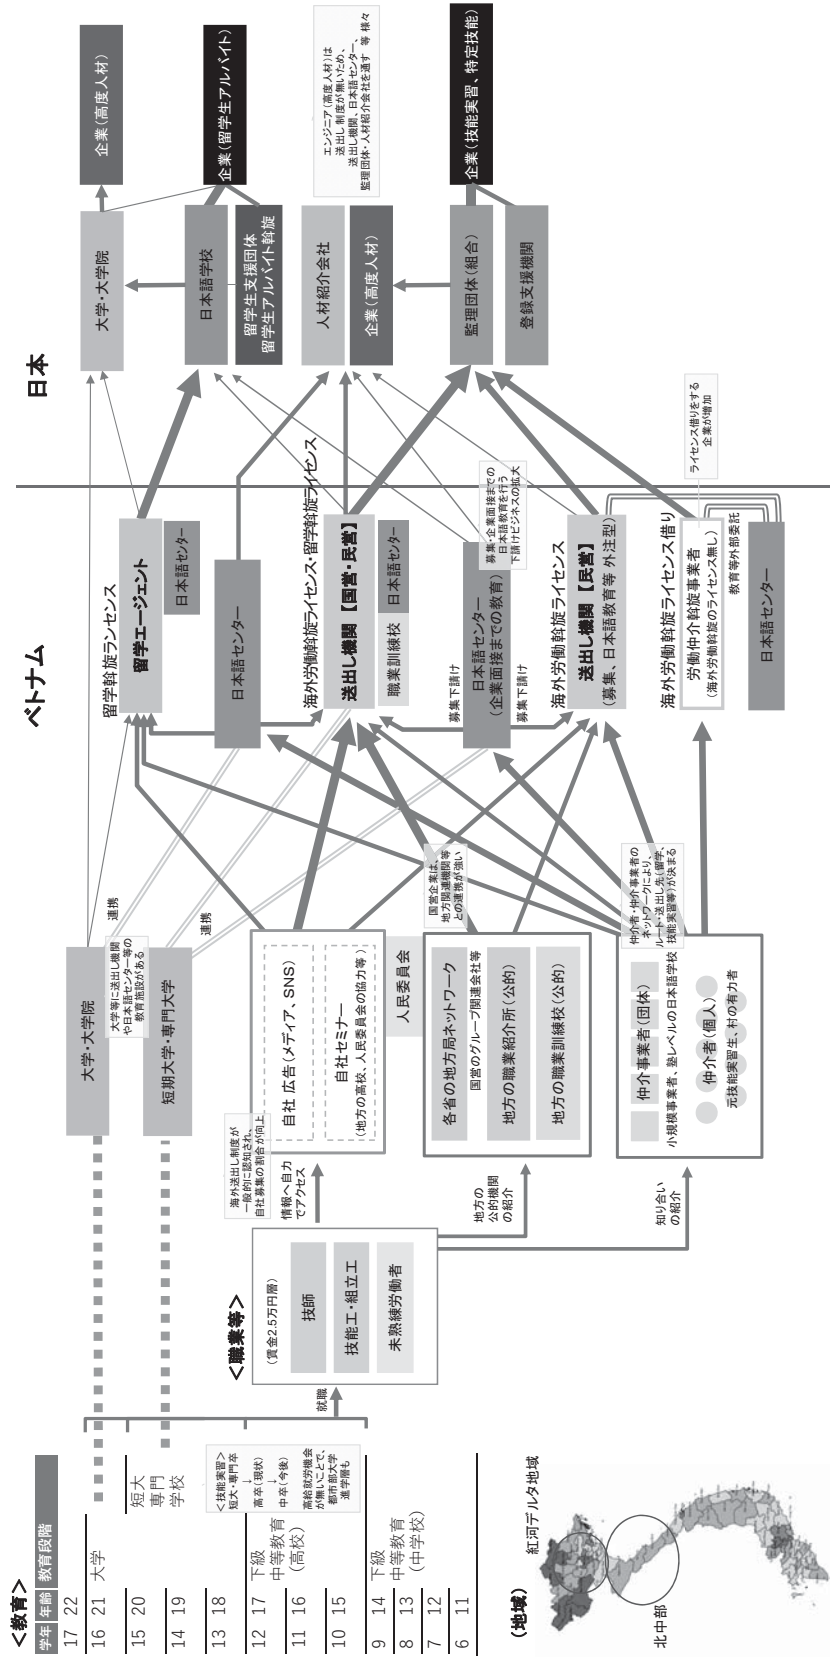 <教育>
学年 年齢 教育段階
17 22
16 21 大学
15 20
14 19
13 18
12 17
11 16
10 15
9 14
8 13
7 12
6 11
短大
専門
学校
下級
中等教育
(高校)
下級
中等教育
(中学校)
<技能実習>
短大・専門卒
↓
高卒(現状)
↓
中卒(今後)
高給就労機会
が無いことで、
都市部大学
進学層も
(地域)
紅河デルタ地域
北中部
就職
<職業等>
(賃金2.5万円層)
技師
技能工・組立工
未熟練労働者
海外送出し制度が
一般的に認知され、
自社募集の割合が向上
情報へ自力
でアクセス
地方の
公的機関
の紹介
知り合い
の紹介
ベトナム
大学・大学院
大学等に送出し機関
や日本語センター等の
教育施設がある
短期大学・専門大学
連携
連携
自社 広告(メディア、SNS)
自社セミナー
(地方の高校、人民委員会の協力等)
人民委員会
国営企業は、
地方関連機関等
との連携が強い
各省の地方局ネットワーク
国営のグループ関連会社等
地方の職業紹介所(公的)
地方の職業訓練校(公的)
仲介者・仲介事業者の
ネットワークにより、
ルート・送出し先(留学、
技能実習等)が決まる
仲介事業者(団体)
小規模事業者、塾レベルの日本語学校
仲介者(個人)
元技能実習生、村の有力者
留学斡旋ランセンス
留学エージェント
日本語センター
日本語センター
海外労働斡旋ライセンス・留学斡旋ライセンス
送出し機関【国営・民営】
職業訓練校
日本語センター
募集下請け
日本語センター
(企業面接までの教育)
募集下請け
募集・企業面接までの
日本語教育を行う
下請けビジネスの拡大
海外労働斡旋ライセンス
送出し機関【民営】
(募集、日本語教育等 外注型)
海外労働斡旋ライセンス借り
労働仲介斡旋事業者
(海外労働斡旋のライセンス無し)
教育等外部委託
日本語センター
ライセンス借りをする
企業が増加
日本
大学・大学院
企業(高度人材)
日本語学校
留学生支援団体
留学生アルバイト斡旋
企業(留学生アルバイト)
人材紹介会社
企業(高度人材)
エンジニア(高度人材)は
送出し制度が無いため、
送出し機関、日本語センター、
監理団体・人材紹介会社を通す 等 様々
監理団体(組合)
登録支援機関
企業(技能実習、特定技能)